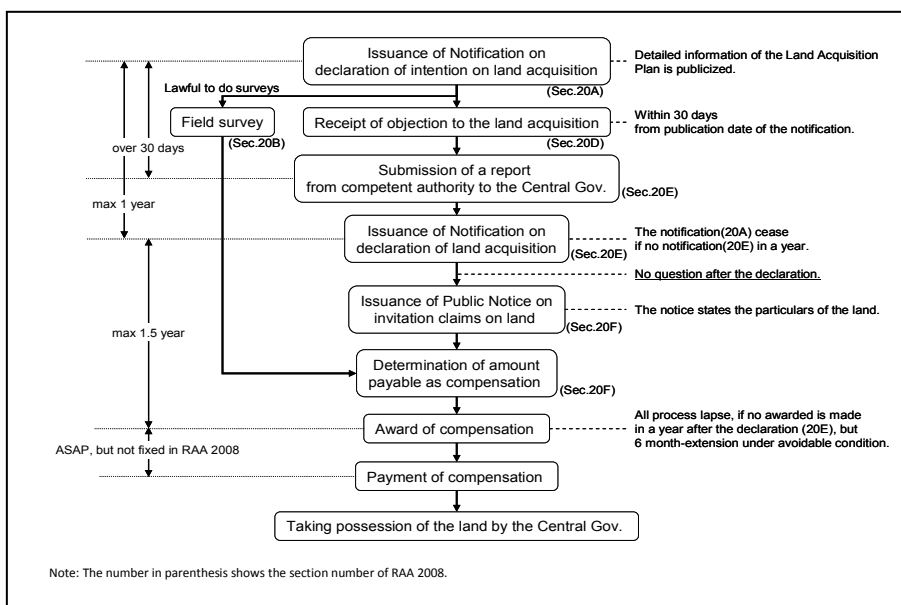 Issuance of Notification on
declaration of intention on land acquisition
(Sec.20A)
Detailed information of the Land Acquisition
Plan is publicized.
Lawful to do surveys
Field survey
(Sec.20B)
Receipt of objection to the land acquisition
(Sec.20D)
Within 30 days
from publication date of the notification.
over 30 days
Submission of a report
from competent authority to the Central Gov.
(Sec.20E)
max 1 year
Issuance of Notification on
declaration of land acquisition
(Sec.20E)
The notification(20A) cease
if no notification(20E) in a year.
No question after the declaration.
Issuance of Public Notice on
invitation claims on land
(Sec.20F)
The notice states the particulars of the land.
max 1.5 year
Determination of amount
payable as compensation
(Sec.20F)
Award of compensation
All process lapse, if no awarded is made
in a year after the declaration (20E), but
6 month-extension under avoidable condition.
ASAP, but not fixed in RAA 2008
Payment of compensation
Taking possession of the land by the Central Gov.
Note: The number in parenthesis shows the section number of RAA 2008.